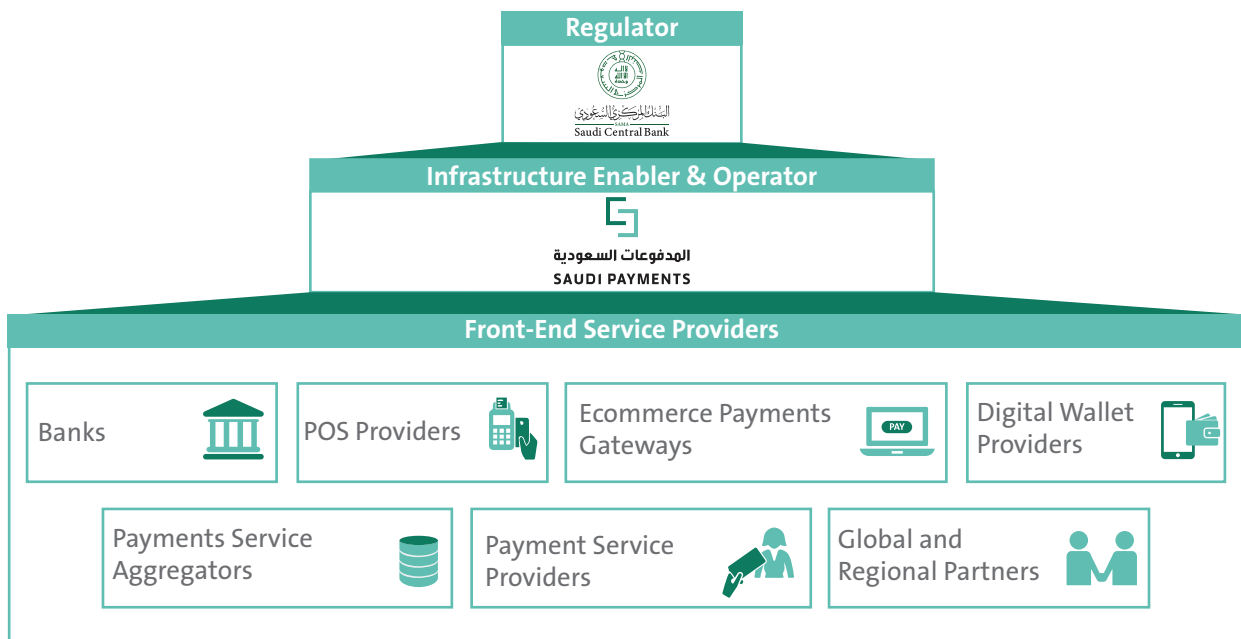 Regulator
البنك المركزي السعودي
SAMA
Saudi Central Bank
Infrastructure Enabler & Operator
المدفوعات السعودية
SAUDI PAYMENTS
Front-End Service Providers
Banks
POS Providers
Ecommerce Payments
Gateways
PAY
Digital Wallet
Providers
Payments Service
Aggregators
Payment Service
Providers
Global and
Regional Partners